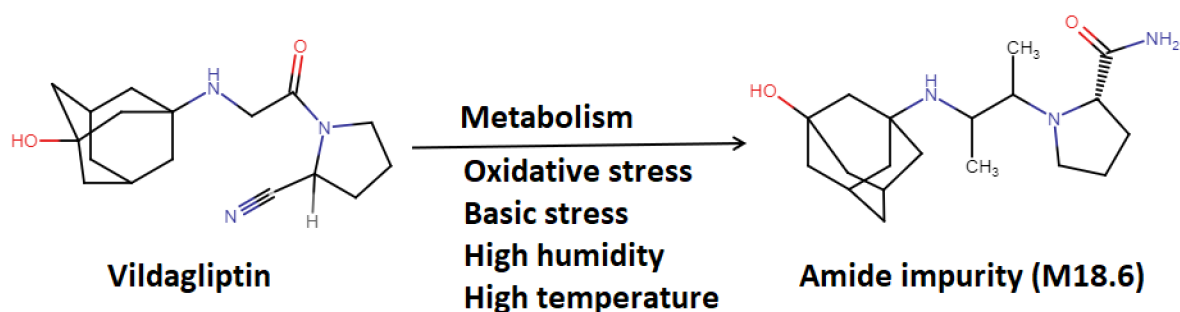 H
N
O
N
HO
N
H
Vildagliptin
Metabolism
Oxidative stress
Basic stress
High humidity
High temperature
O
NH2
CH3
HO
H
N
N
CH3
Amide impurity (M18.6)